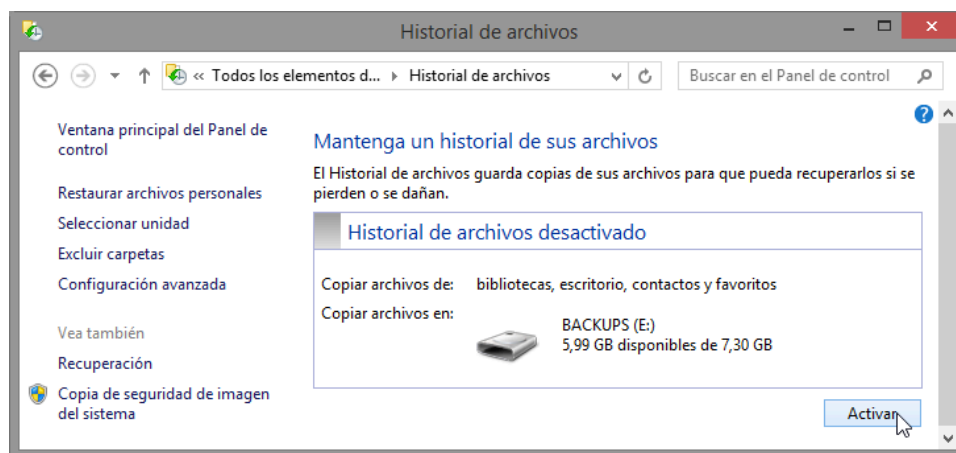 Historial de archivos
« Todos los elementos d... ▸ Historial de archivos
Buscar en el Panel de control
Ventana principal del Panel de
control
Restaurar archivos personales
Seleccionar unidad
Excluir carpetas
Configuración avanzada
Vea también
Recuperación
Copia de seguridad de imagen
del sistema
?
Mantenga un historial de sus archivos
El Historial de archivos guarda copias de sus archivos para que pueda recuperarlos si se
pierden o se dañan.
Historial de archivos desactivado
Copiar archivos de: bibliotecas, escritorio, contactos y favoritos
Copiar archivos en:
BACKUPS (E:)
5,99 GB disponibles de 7,30 GB
Activar